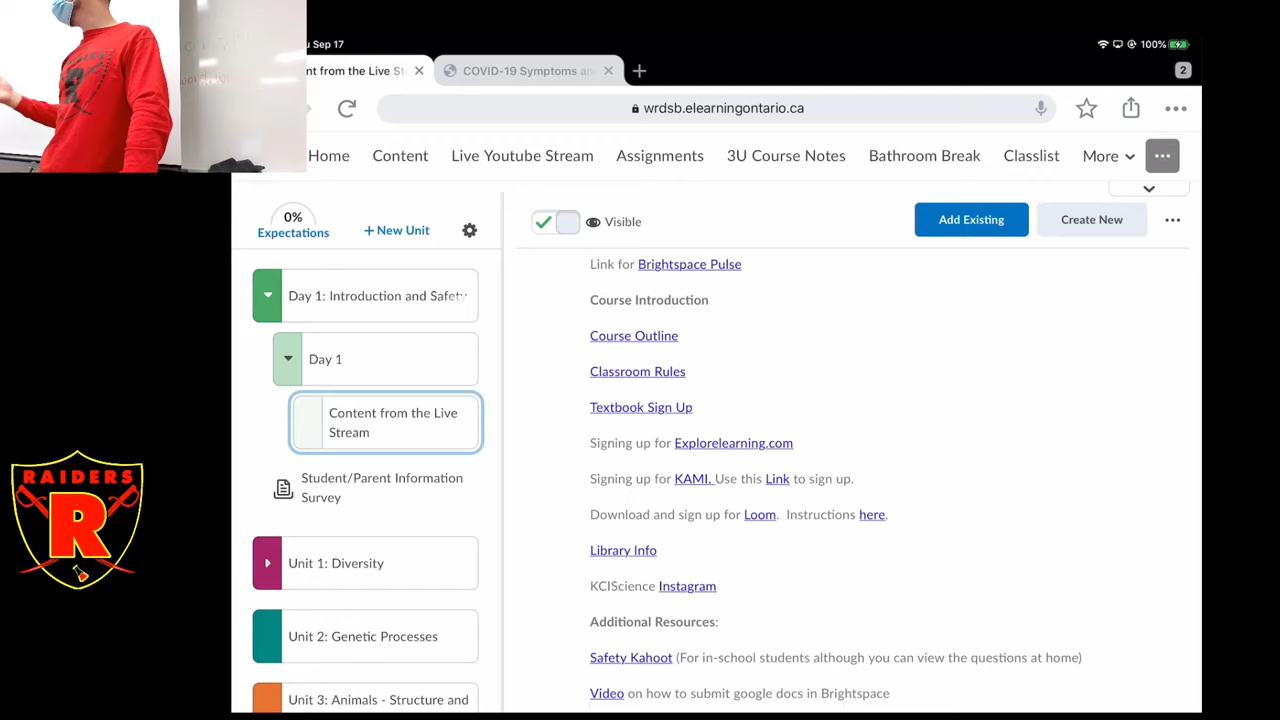 u Sep 17
100%
nt from the Live St
COVID-19 Symptoms an
2
wrdsb.elearningontario.ca
Home Content Live Youtube Stream Assignments 3U Course Notes Bathroom Break Classlist More
0%
Expectations
+ New Unit
Visible
Add Existing
Create New
Day 1: Introduction and Safety
Day 1
Content from the Live
Stream
Student/Parent Information
Survey
Unit 1: Diversity
Unit 2: Genetic Processes
Unit 3: Animals - Structure and
Link for Brightspace Pulse
Course Introduction
Course Outline
Classroom Rules
Textbook Sign Up
Signing up for Explorelearning.com
Signing up for KAMI. Use this Link to sign up.
Download and sign up for Loom. Instructions here.
Library Info
KCIScience Instagram
Additional Resources:
Safety Kahoot (For in-school students although you can view the questions at home)
Video on how to submit google docs in Brightspace
RAIDERS
R